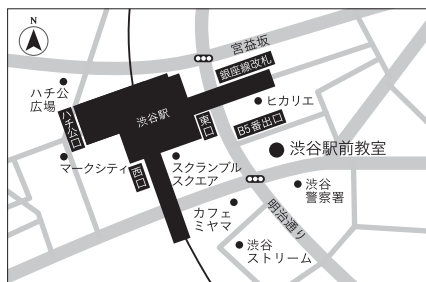 N
宮益坂
ハチ公
広場
銀座線改札
ハチ公口
渋谷駅
東口
ヒカリエ
B5番出口
渋谷駅前教室
マークシティ
西口
スクランブル
スクエア
渋谷
警察署
カフェ
ミヤマ
明治通り
渋谷
ストリーム